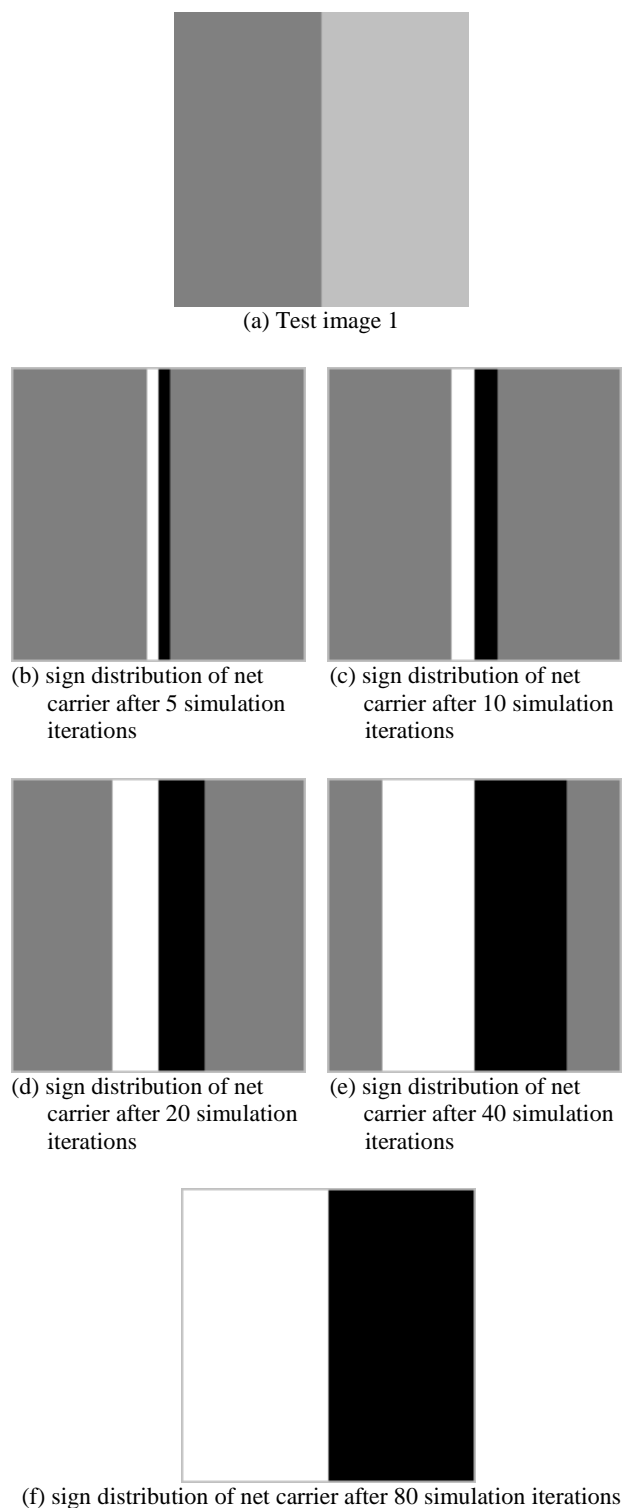 (a) Test image 1
(b) sign distribution of net
carrier after 5 simulation
iterations
(c) sign distribution of net
carrier after 10 simulation
iterations
(d) sign distribution of net
carrier after 20 simulation
iterations
(e) sign distribution of net
carrier after 40 simulation
iterations
(f) sign distribution of net carrier after 80 simulation iterations